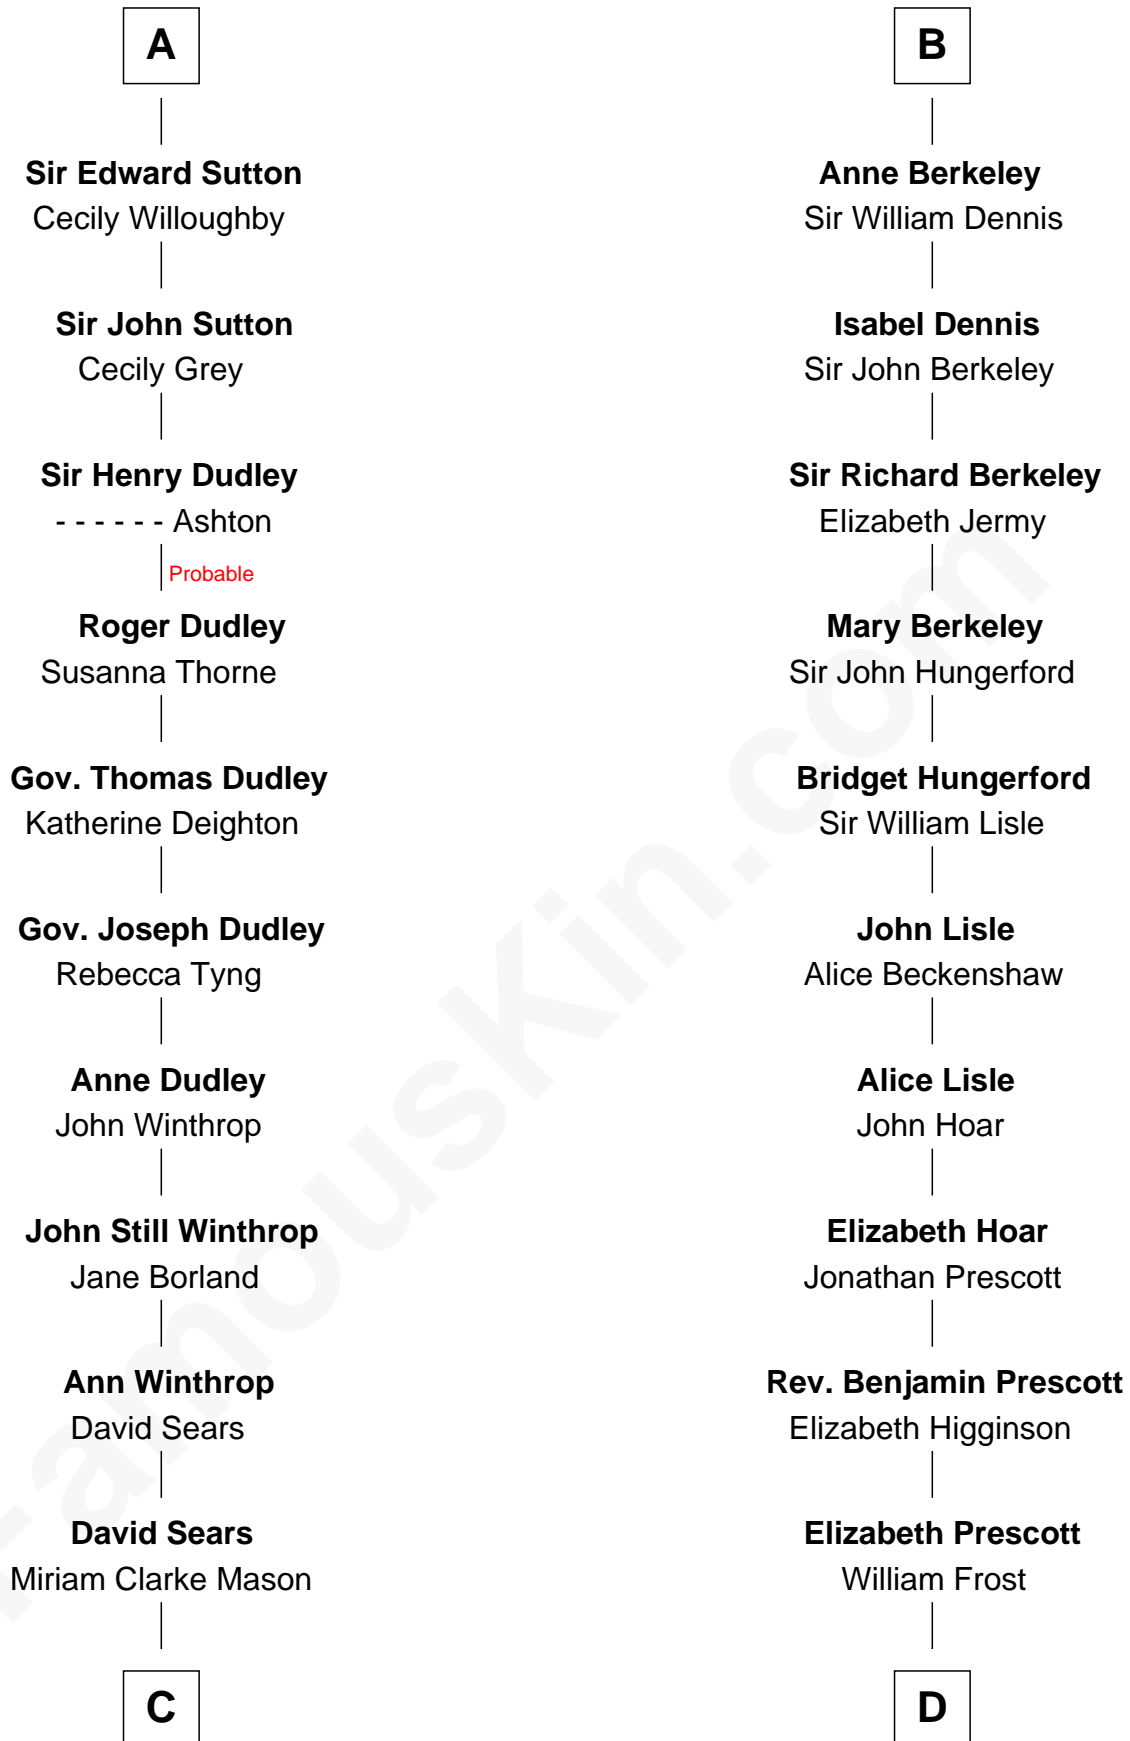 A
Sir Edward Sutton
Cecily Willoughby
Sir John Sutton
Cecily Grey
Sir Henry Dudley
- - - - - - Ashton
Probable
Roger Dudley
Susanna Thorne
Gov. Thomas Dudley
Katherine Deighton
Gov. Joseph Dudley
Rebecca Tyng
Anne Dudley
John Winthrop
John Still Winthrop
Jane Borland
Ann Winthrop
David Sears
David Sears
Miriam Clarke Mason
C
B
Anne Berkeley
Sir William Dennis
Isabel Dennis
Sir John Berkeley
Sir Richard Berkeley
Elizabeth Jermy
Mary Berkeley
Sir John Hungerford
Bridget Hungerford
Sir William Lisle
John Lisle
Alice Beckenshaw
Alice Lisle
John Hoar
Elizabeth Hoar
Jonathan Prescott
Rev. Benjamin Prescott
Elizabeth Higginson
Elizabeth Prescott
William Frost
D
FamousKin.com